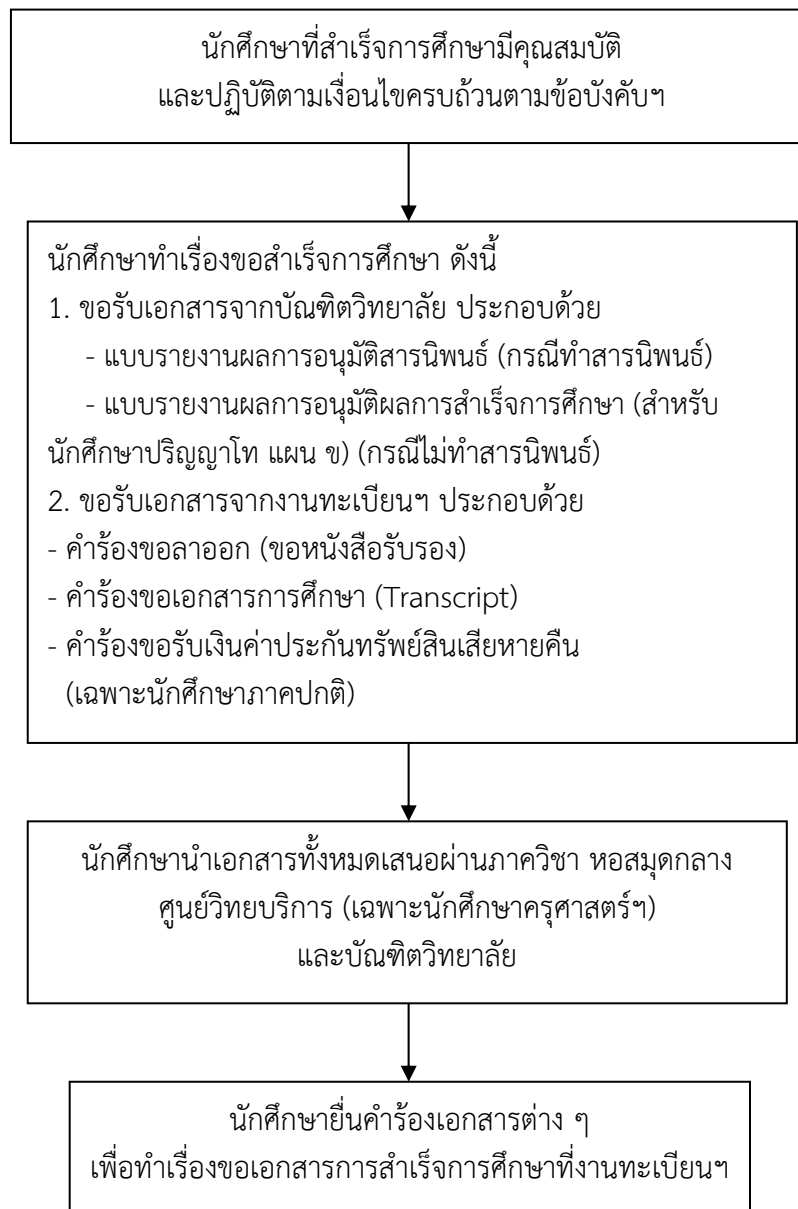 นักศึกษาที่สำเร็จการศึกษามีคุณสมบัติ
และปฏิบัติตามเงื่อนไขครบถ้วนตามข้อบังคับฯ
นักศึกษาทำเรื่องขอสำเร็จการศึกษา ดังนี้
1. ขอรับเอกสารจากบัณฑิตวิทยาลัย ประกอบด้วย
- แบบรายงานผลการอนุมัติสารนิพนธ์ (กรณีทำสารนิพนธ์)
- แบบรายงานผลการอนุมัติผลการสำเร็จการศึกษา (สำหรับ
นักศึกษาปริญญาโท แผน ข) (กรณีไม่ทำสารนิพนธ์)
2. ขอรับเอกสารจากงานทะเบียนฯ ประกอบด้วย
- คำร้องขอลาออก (ขอหนังสือรับรอง)
- คำร้องขอเอกสารการศึกษา (Transcript)
- คำร้องขอรับเงินค่าประกันทรัพย์สินเสียหายคืน
(เฉพาะนักศึกษาภาคปกติ)
นักศึกษานำเอกสารทั้งหมดเสนอผ่านภาควิชา หอสมุดกลาง
ศูนย์วิทยบริการ (เฉพาะนักศึกษาครุศาสตร์ฯ)
และบัณฑิตวิทยาลัย
นักศึกษายื่นคำร้องเอกสารต่าง ๆ
เพื่อทำเรื่องขอเอกสารการสำเร็จการศึกษาที่งานทะเบียนฯ